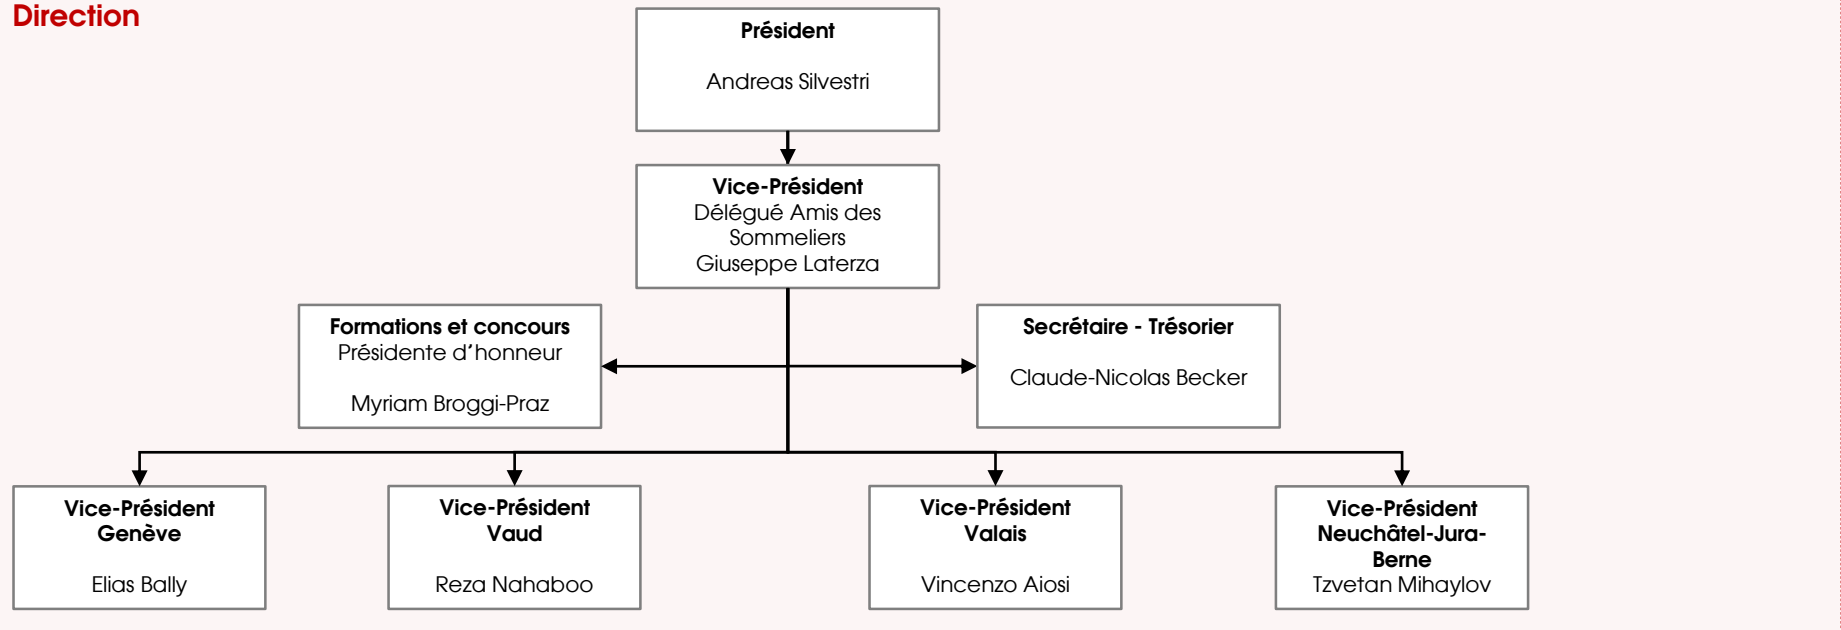 Direction
Président
Andreas Silvestri
Vice-Président
Délégué Amis des
Sommeliers
Giuseppe Laterza
Formations et concours
Présidente d'honneur
Myriam Broggi-Praz
Secrétaire - Trésorier
Claude-Nicolas Becker
Vice-Président
Genève
Elias Bally
Vice-Président
Vaud
Reza Nahaboo
Vice-Président
Valais
Vincenzo Aiosi
Vice-Président
Neuchâtel-Jura-
Berne
Tzvetan Mihaylov